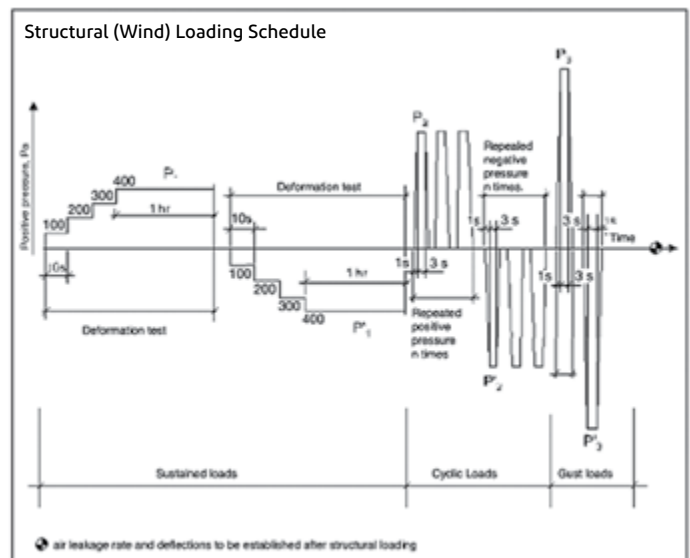 Structural (Wind) Loading Schedule
Positive pressure, Pa
100
200
300
400
P₁
1 hr
10s
Deformation test
Deformation test
10s
100
200
300
400
1 hr
P'₁
P₂
1s
3 s
Repeated
positive
pressure
n times
Repealed
negative
pressure
n times.
1s
3 s
P'₂
P₃
1s
3 s
3 s
Time
P'₃
Sustained loads
Cyclic Loads
Gust loads
air leakage rate and deflections to be established after structural loading